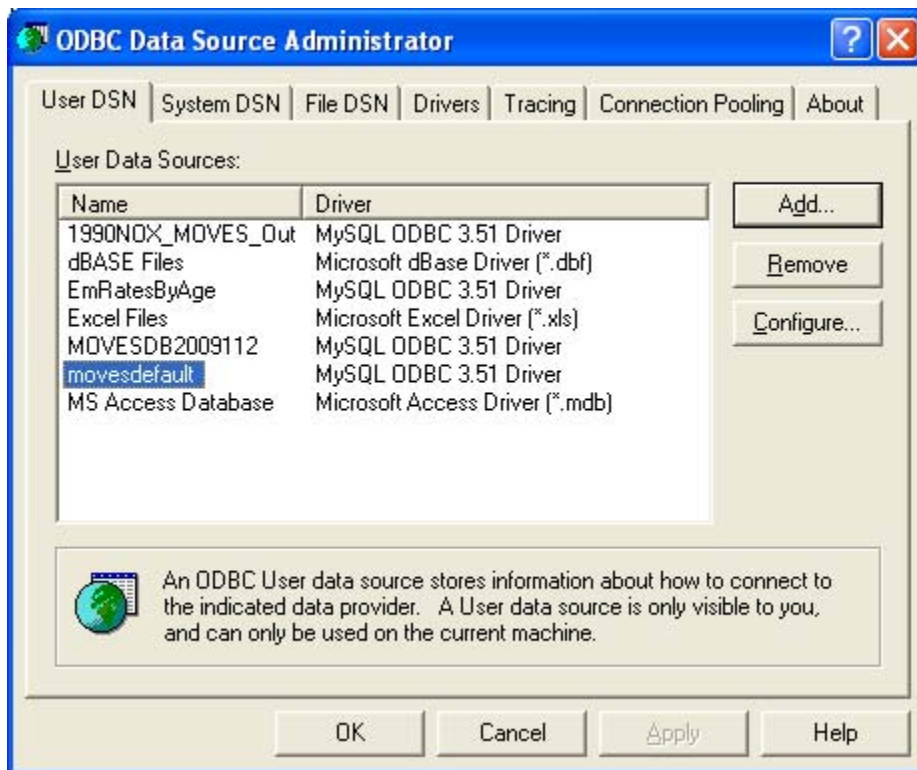 ODBC Data Source Administrator
User DSN System DSN File DSN Drivers Tracing Connection Pooling About
User Data Sources:
Name Driver
1990NOX_MOVES_Out MySQL ODBC 3.51 Driver
dBASE Files Microsoft dBase Driver (*.dbf)
EmRatesByAge MySQL ODBC 3.51 Driver
Excel Files Microsoft Excel Driver (*.xls)
MOVESDB2009112 MySQL ODBC 3.51 Driver
movesdefault MySQL ODBC 3.51 Driver
MS Access Database Microsoft Access Driver (*.mdb)
Add...
Remove
Configure...
An ODBC User data source stores information about how to connect to
the indicated data provider. A User data source is only visible to you,
and can only be used on the current machine.
OK Cancel Apply Help